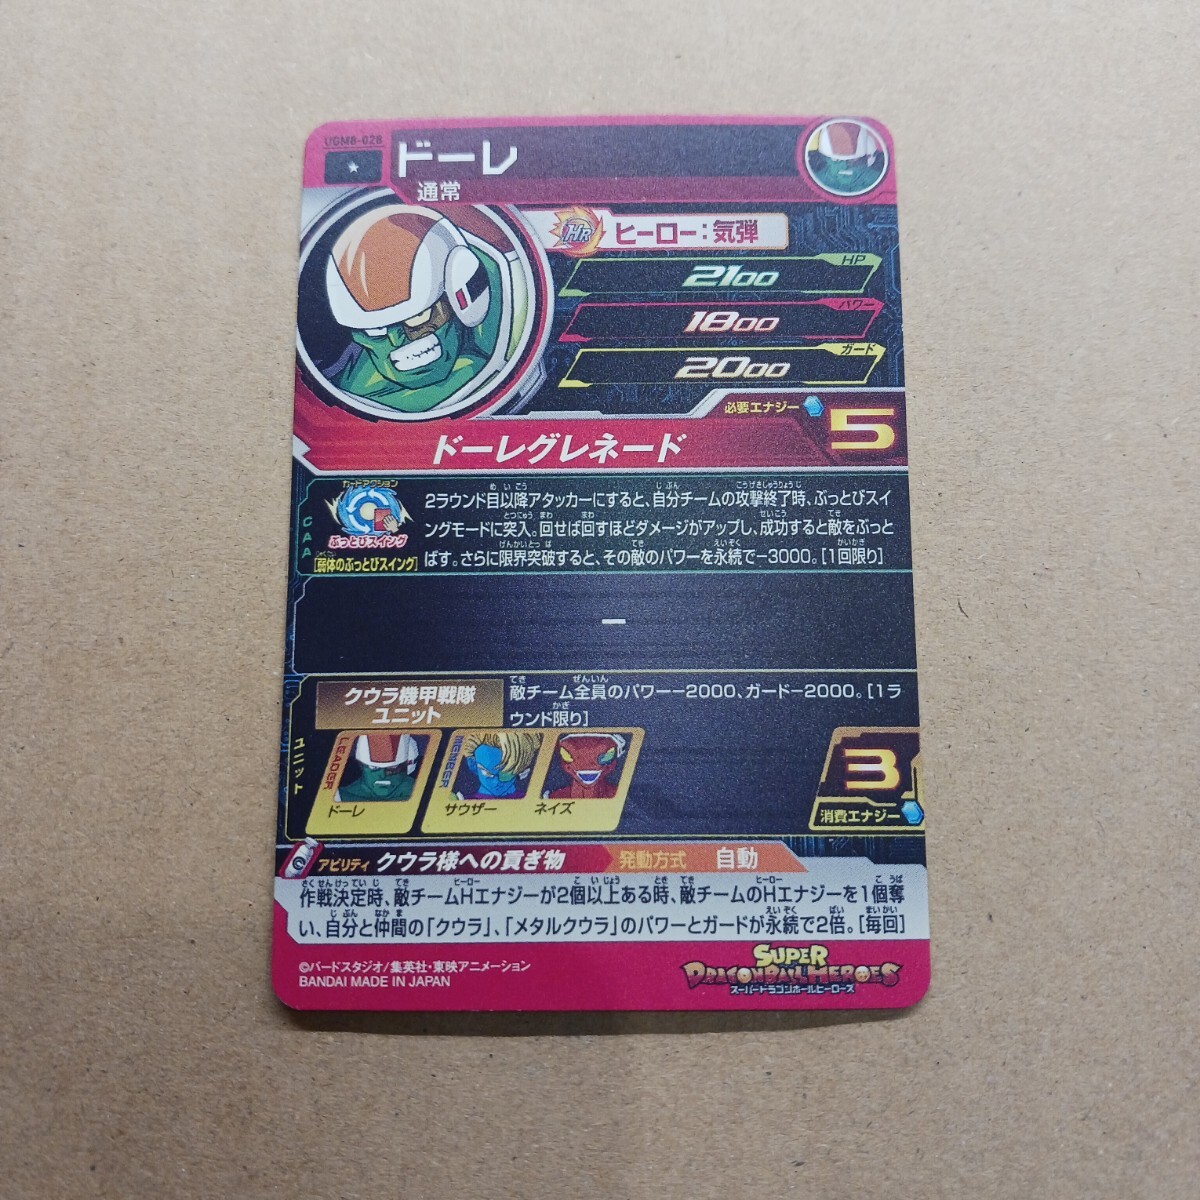 UGM8-028
★
ドーレ
通常
HR ヒーロー:気弾
HP
2100
パワー
1800
ガード
2000
必要エナジー 5
ドーレグレネード
CAA
カードアクション
ぶっとびスイング
[弱体のぶっとびスイング]
2ラウンド目以降アタッカーにすると、自分チームの攻撃終了時、ぶっとびスイ
ングモードに突入。回せば回すほどダメージがアップし、成功すると敵をぶっと
ばす。さらに限界突破すると、その敵のパワーを永続で−3000。[1回限り]
ー
ユニット
クウラ機甲戦隊
ユニット
敵チーム全員のパワー−2000、ガード−2000。[1ラ
ウンド限り]
LEADER
ドーレ
MEMBER
サウザー
ネイズ
3
消費エナジー
アビリティ クウラ様への貢ぎ物 発動方式 自動
作戦決定時、敵チームHエナジーが2個以上ある時、敵チームのHエナジーを1個奪
い、自分と仲間の「クウラ」、「メタルクウラ」のパワーとガードが永続で2倍。[毎回]
©バードスタジオ/集英社・東映アニメーション
BANDAI MADE IN JAPAN
SUPER
DRAGONBALL HEROES
スーパードラゴンボールヒーローズ